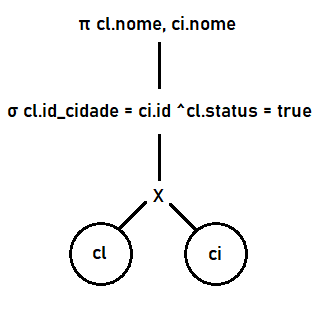 π cl.nome, ci.nome
σ cl.id_cidade = ci.id ^cl.status = true
X
cl
ci